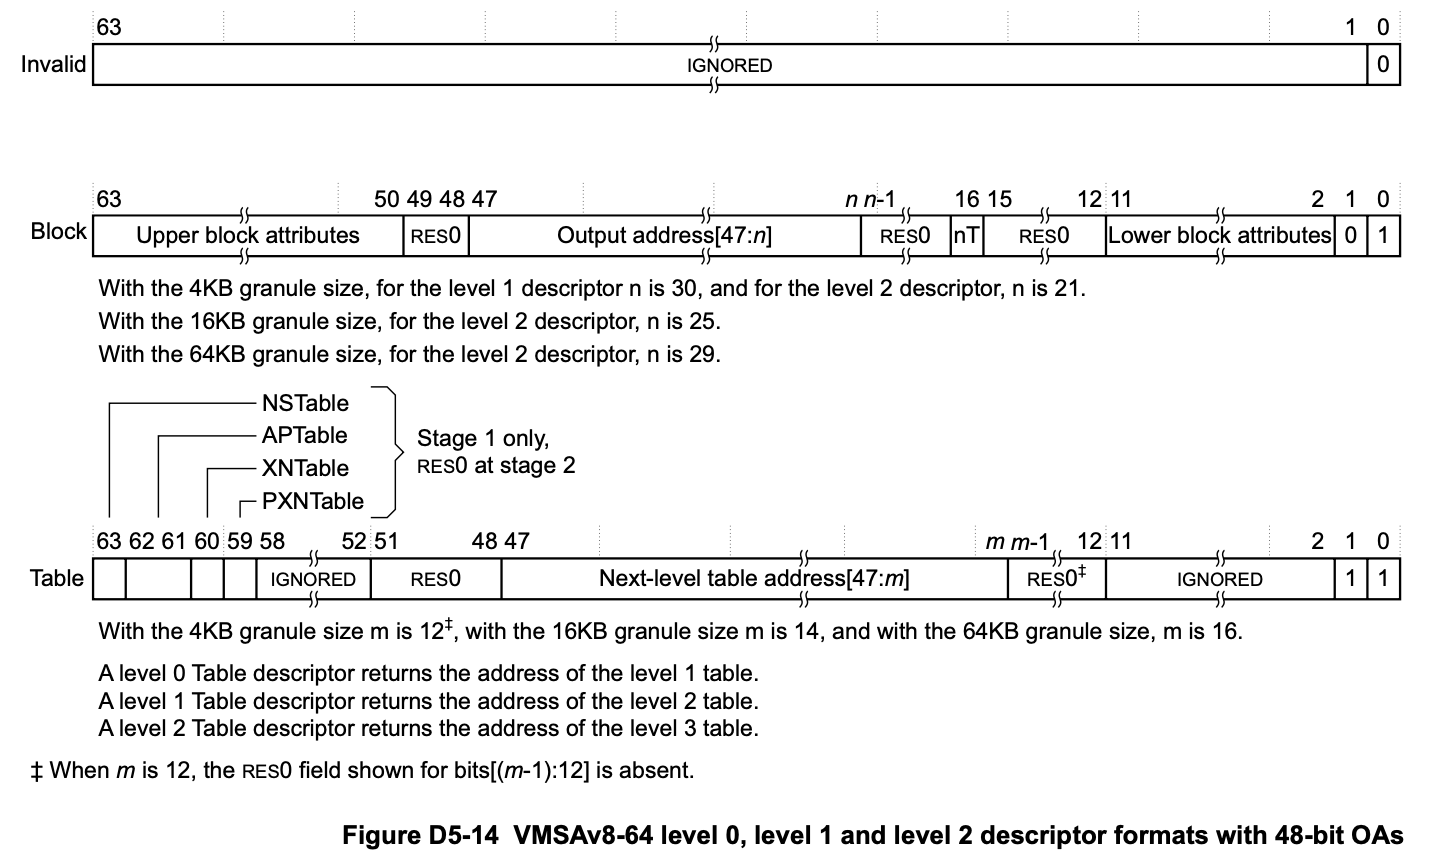 63 1 0
Invalid IGNORED 0
63 50 49 48 47 n n-1 16 15 12 11 2 1 0
Block Upper block attributes RES0 Output address[47:n] RES0 nT RES0 Lower block attributes 0 1
With the 4KB granule size, for the level 1 descriptor n is 30, and for the level 2 descriptor, n is 21.
With the 16KB granule size, for the level 2 descriptor, n is 25.
With the 64KB granule size, for the level 2 descriptor, n is 29.
NSTable
APTable
XNTable
PXNTable
Stage 1 only,
RES0 at stage 2
63 62 61 60 59 58 52 51 48 47 m m-1 12 11 2 1 0
Table IGNORED RES0 Next-level table address[47:m] RES0‡ IGNORED 1 1
With the 4KB granule size m is 12‡, with the 16KB granule size m is 14, and with the 64KB granule size, m is 16.
A level 0 Table descriptor returns the address of the level 1 table.
A level 1 Table descriptor returns the address of the level 2 table.
A level 2 Table descriptor returns the address of the level 3 table.
‡ When m is 12, the RES0 field shown for bits[(m-1):12] is absent.
Figure D5-14 VMSAv8-64 level 0, level 1 and level 2 descriptor formats with 48-bit OAs